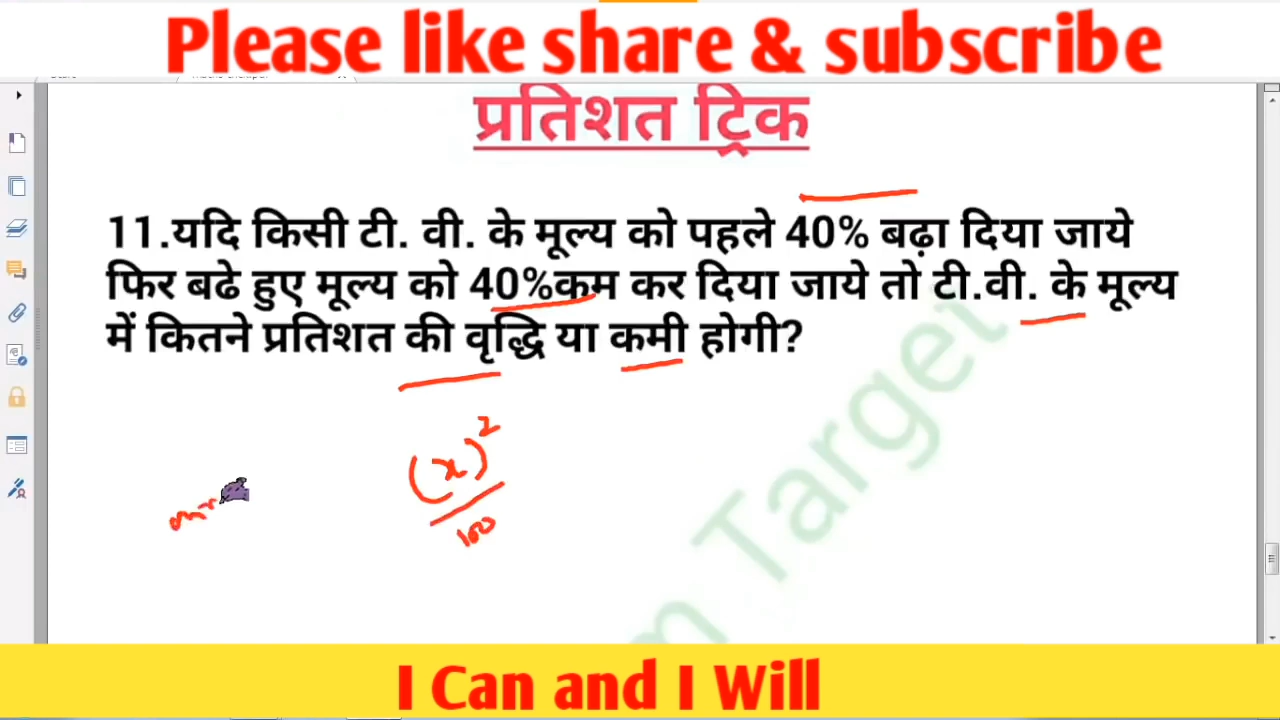 Please like share & subscribe
प्रतिशत ट्रिक
11.यदि किसी टी. वी. के मूल्य को पहले 40% बढ़ा दिया जाये
फिर बढे हुए मूल्य को 40%कम कर दिया जाये तो टी.वी. के मूल्य
में कितने प्रतिशत की वृद्धि या कमी होगी?
(x)²
100
Target
I Can and I Will